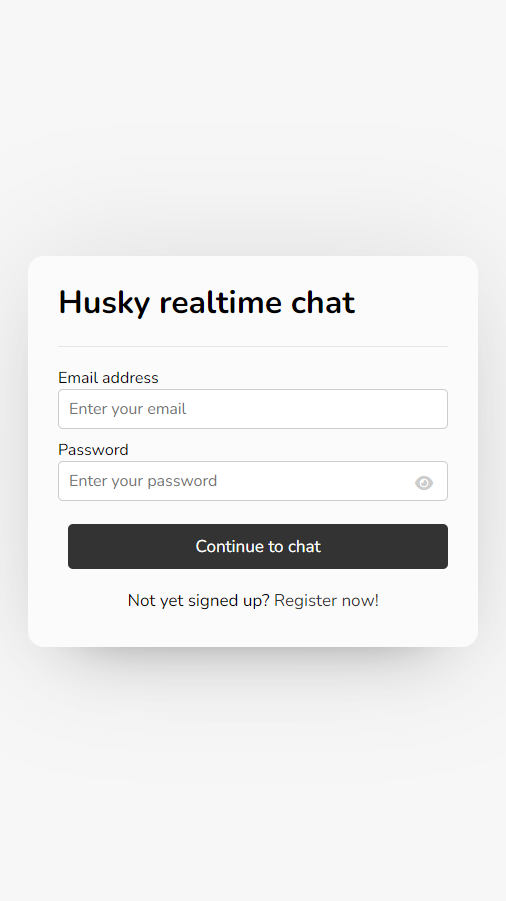 Husky realtime chat
Email address
Enter your email
Password
Enter your password
Continue to chat
Not yet signed up? Register now!